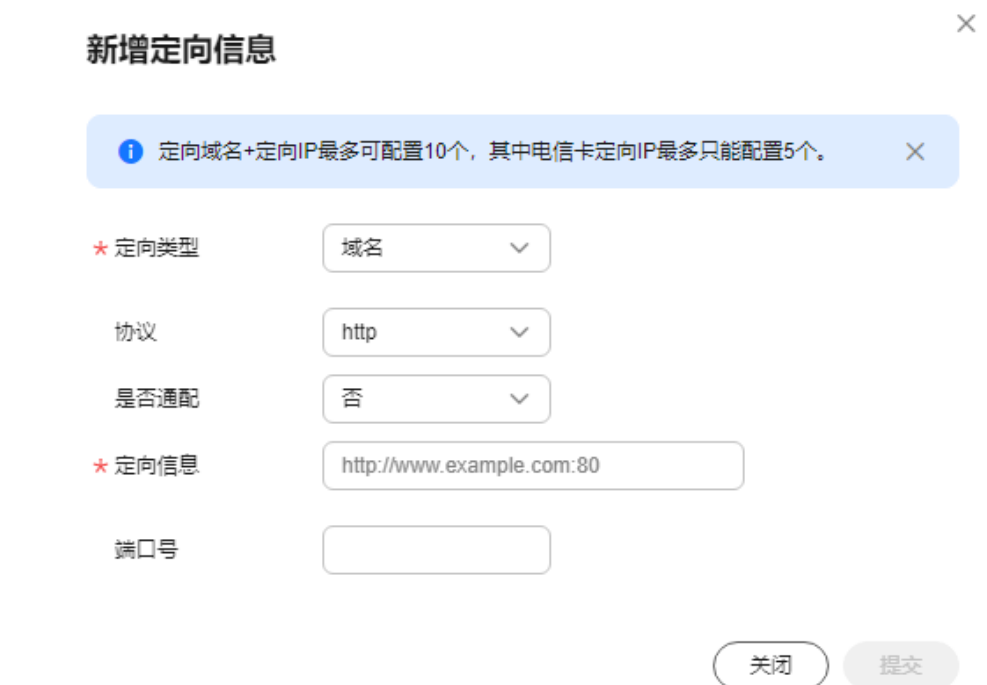 新增定向信息
定向域名+定向IP最多可配置10个，其中电信卡定向IP最多只能配置5个。
* 定向类型 域名
协议 http
是否通配 否
* 定向信息 http://www.example.com:80
端口号
关闭 提交